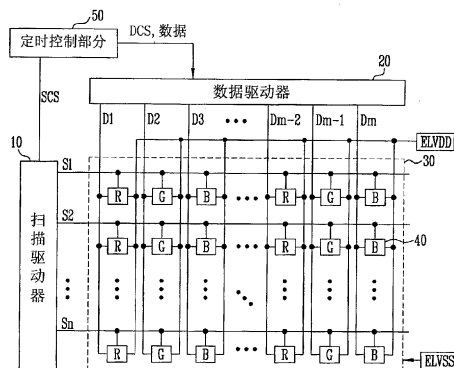 50
定时控制部分
DCS,数据
20
数据驱动器
SCS
D1 D2 D3 Dm-2 Dm-1 Dm
ELVDD
10
30
S1
R G B R G B
S2
R G B R G B
40
扫描驱动器
Sn
R G B R G B
ELVSS